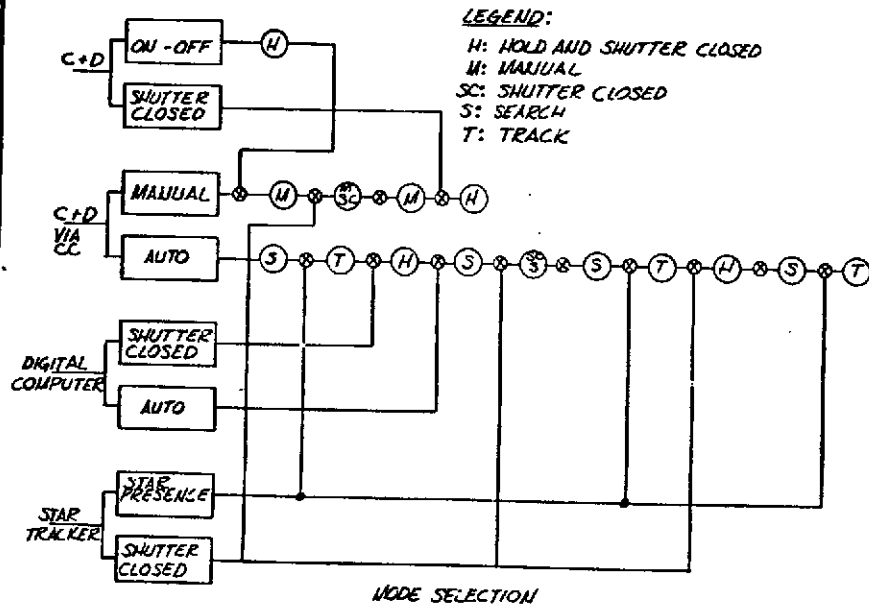 LEGEND:
H: HOLD AND SHUTTER CLOSED
M: MANUAL
SC: SHUTTER CLOSED
S: SEARCH
T: TRACK
C+D
ON-OFF
H
SHUTTER
CLOSED
C+D
VIA
CC
MANUAL
M
M
SC
M
H
AUTO
S
T
H
S
SC
S
S
T
H
S
T
DIGITAL
COMPUTER
SHUTTER
CLOSED
AUTO
STAR
TRACKER
STAR
PRESENCE
SHUTTER
CLOSED
MODE SELECTION